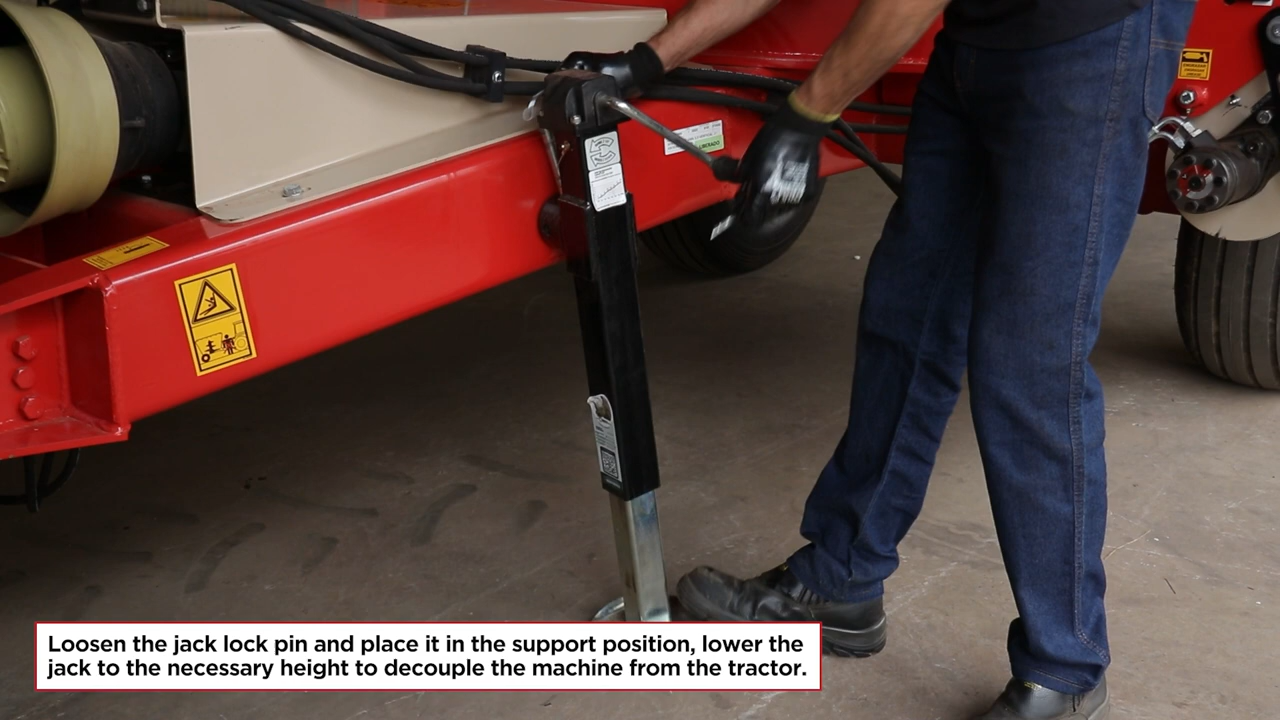 LIBERADO
Loosen the jack lock pin and place it in the support position, lower the
jack to the necessary height to decouple the machine from the tractor.